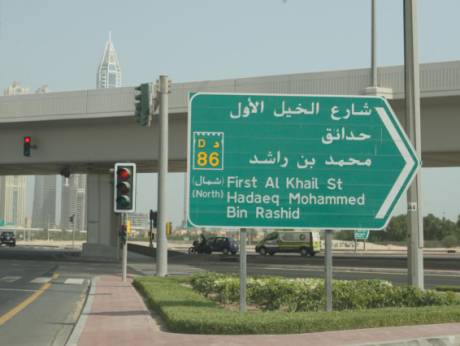 شارع الخيل الأول
حدائق
محمد بن راشد
د D
86
(شمال) First Al Khail St
(North) Hadaeq Mohammed
Bin Rashid